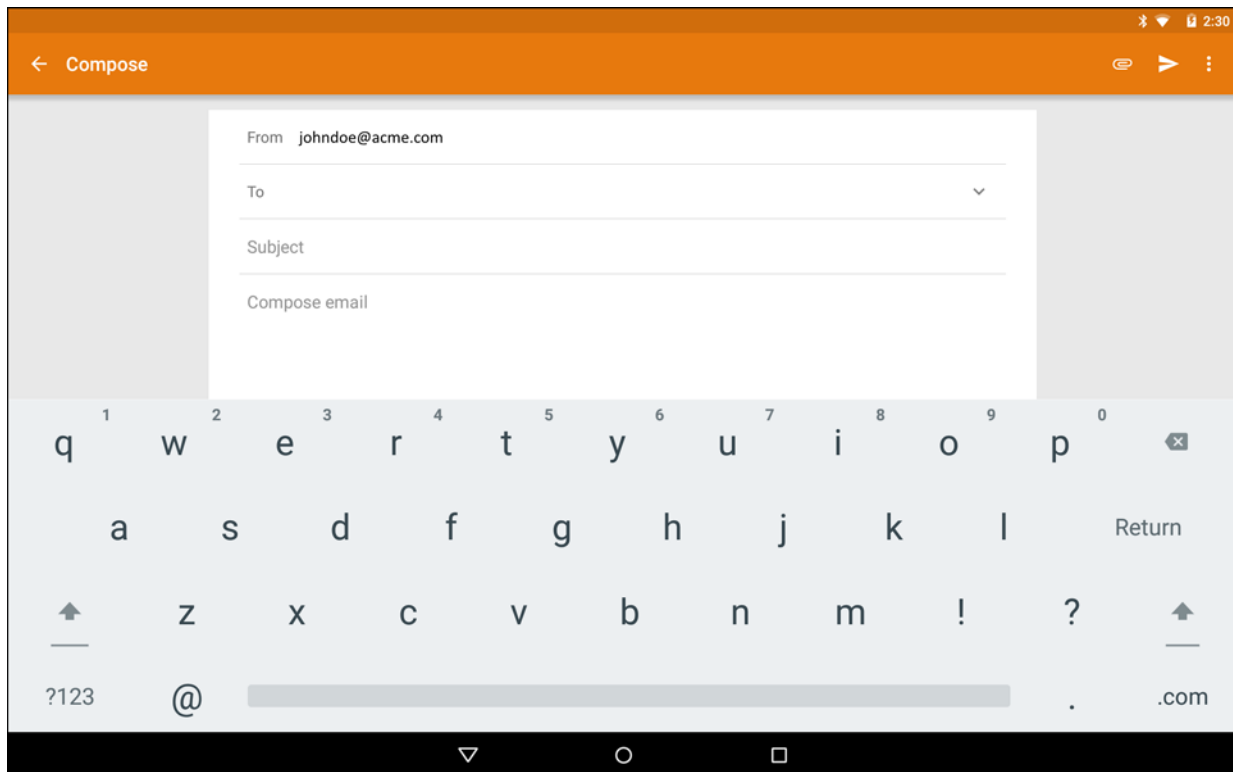 2:30
Compose
From johndoe@acme.com
To
Subject
Compose email
1 2 3 4 5 6 7 8 9 0
q w e r t y u i o p
a s d f g h j k l Return
z x c v b n m ! ?
?123 @ . .com